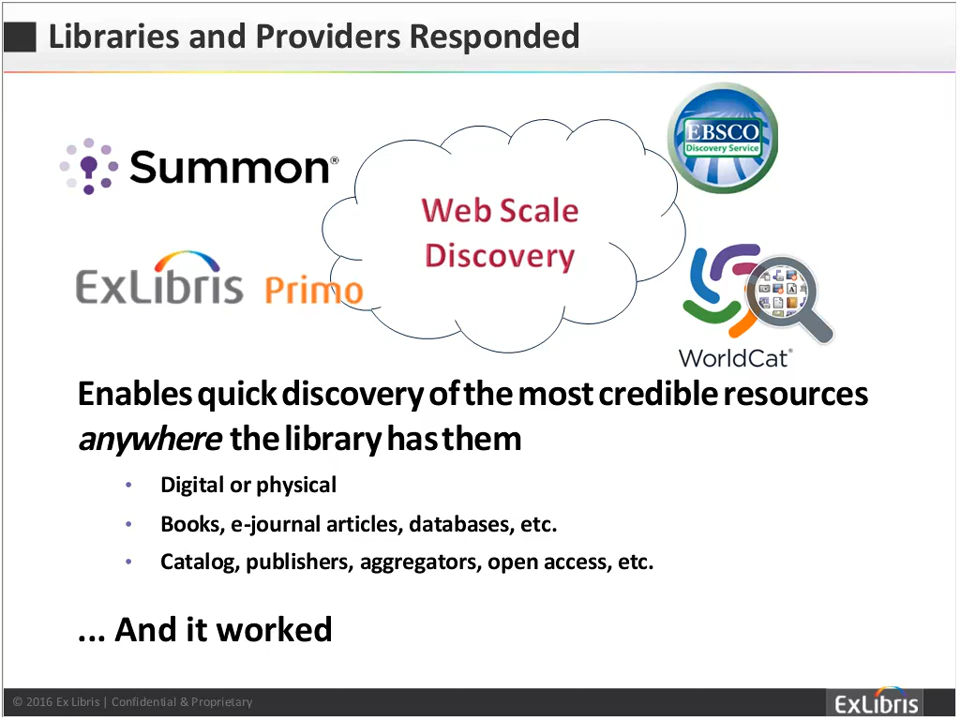 Libraries and Providers Responded
Summon®
EBSCO
Discovery Service
Web Scale
Discovery
ExLibris Primo
WorldCat®
Enables quick discovery of the most credible resources
anywhere the library has them
• Digital or physical
• Books, e-journal articles, databases, etc.
• Catalog, publishers, aggregators, open access, etc.
... And it worked
© 2016 Ex Libris | Confidential & Proprietary
ExLibris